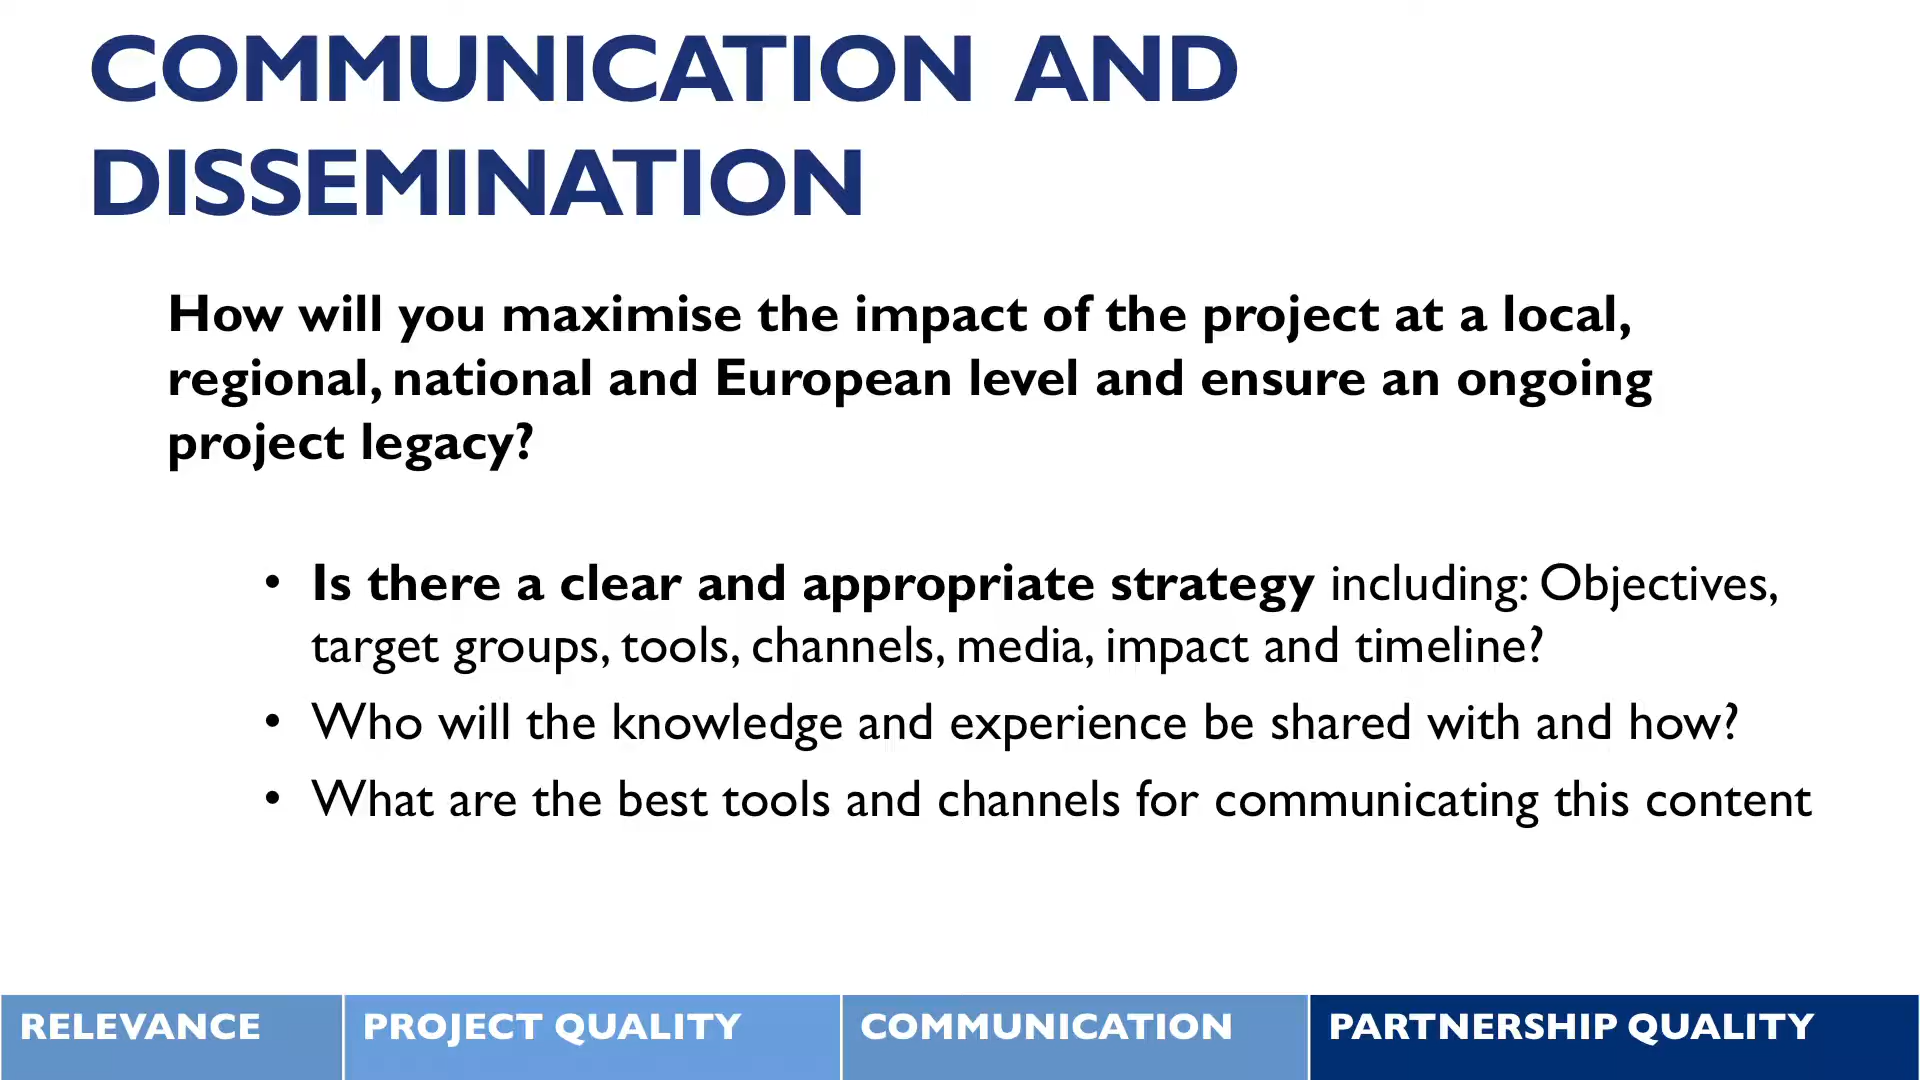 COMMUNICATION AND
DISSEMINATION
How will you maximise the impact of the project at a local,
regional, national and European level and ensure an ongoing
project legacy?
• Is there a clear and appropriate strategy including: Objectives,
target groups, tools, channels, media, impact and timeline?
• Who will the knowledge and experience be shared with and how?
• What are the best tools and channels for communicating this content
RELEVANCE PROJECT QUALITY COMMUNICATION PARTNERSHIP QUALITY